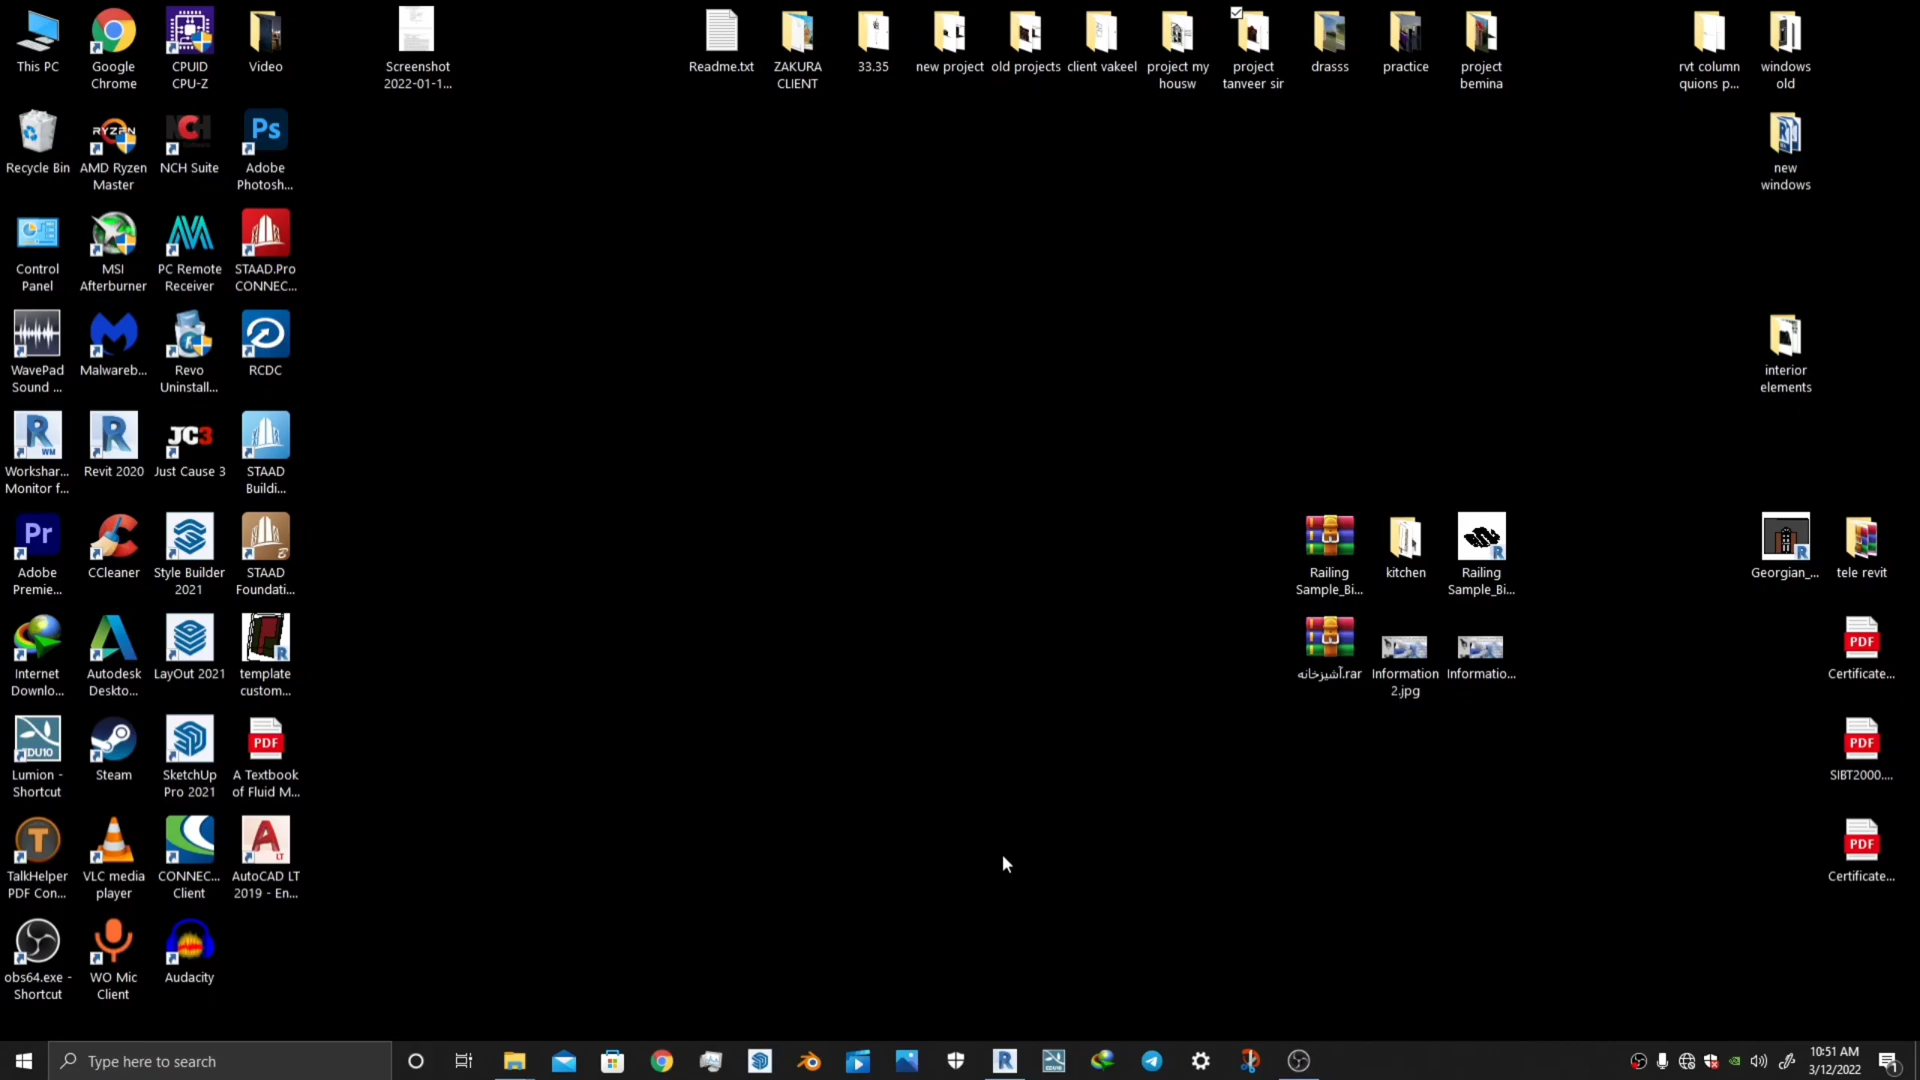 This PC
Google
Chrome
CPUID
CPU-Z
Video
Screenshot
2022-01-1...
Readme.txt
ZAKURA
CLIENT
33.35
new project
old projects
client vakeel
project my
housw
project
tanveer sir
drasss
practice
project
bemina
rvt column
quions p...
windows
old
Recycle Bin
AMD Ryzen
Master
NCH Suite
Adobe
Photosh...
new
windows
Control
Panel
MSI
Afterburner
PC Remote
Receiver
STAAD.Pro
CONNEC...
WavePad
Sound ...
Malwareb...
Revo
Uninstall...
RCDC
interior
elements
Workshar...
Monitor f...
Revit 2020
Just Cause 3
STAAD
Buildi...
Adobe
Premie...
CCleaner
Style Builder
2021
STAAD
Foundati...
Railing
Sample_Bi...
kitchen
Railing
Sample_Bi...
Georgian_...
tele revit
Internet
Downlo...
Autodesk
Deskto...
LayOut 2021
template
custom...
آشپزخانه.rar
Information
2.jpg
Informatio...
Certificate...
Lumion -
Shortcut
Steam
SketchUp
Pro 2021
A Textbook
of Fluid M...
SIBT2000....
TalkHelper
PDF Con...
VLC media
player
CONNEC...
Client
AutoCAD LT
2019 - En...
Certificate...
obs64.exe -
Shortcut
WO Mic
Client
Audacity
Type here to search
10:51 AM
3/12/2022